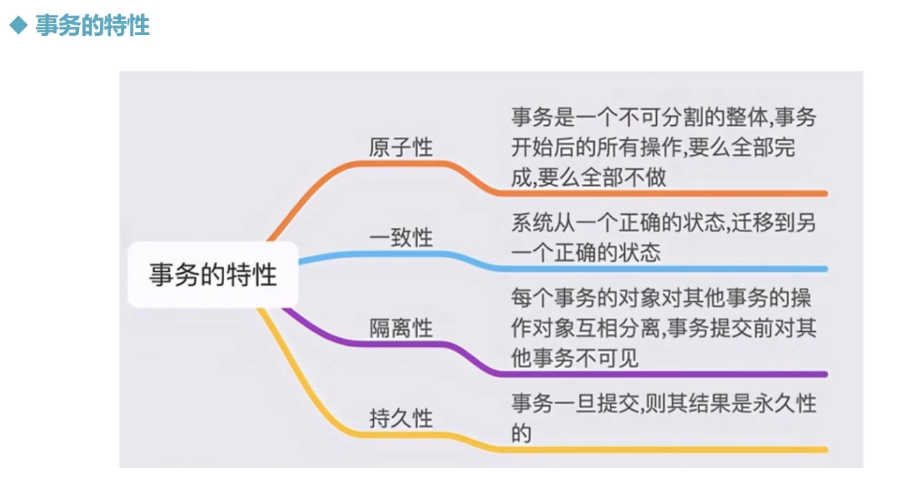 ◆ 事务的特性
事务的特性
原子性
事务是一个不可分割的整体,事务
开始后的所有操作,要么全部完
成,要么全部不做
一致性
系统从一个正确的状态,迁移到另
一个正确的状态
隔离性
每个事务的对象对其他事务的操
作对象互相分离,事务提交前对其
他事务不可见
持久性
事务一旦提交,则其结果是永久性
的